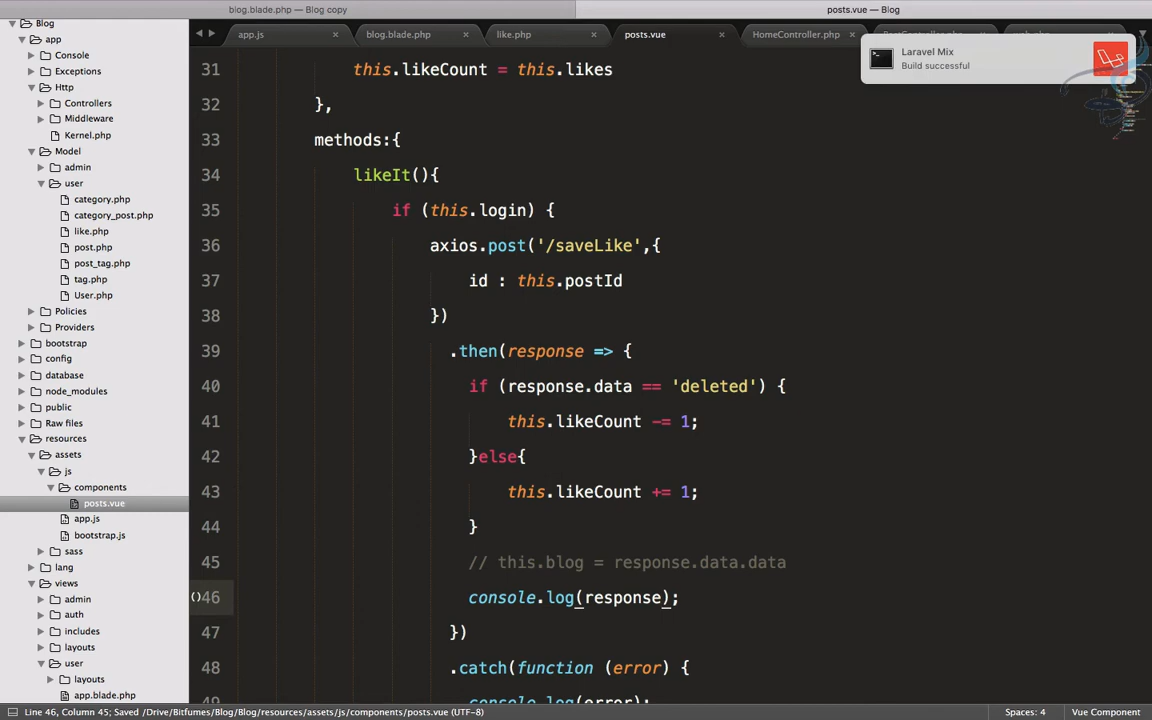 blog.blade.php — Blog copy
posts.vue — Blog
Blog
app
Console
Exceptions
Http
Controllers
Middleware
Kernel.php
Model
admin
user
category.php
category_post.php
like.php
post.php
post_tag.php
tag.php
User.php
Policies
Providers
bootstrap
config
database
node_modules
public
Raw files
resources
assets
js
components
posts.vue
app.js
bootstrap.js
sass
lang
views
admin
auth
includes
layouts
user
layouts
app.blade.php
app.js
blog.blade.php
like.php
posts.vue
HomeController.php
Laravel Mix
Build successful
31 this.likeCount = this.likes
32 },
33 methods:{
34 likeIt(){
35 if (this.login) {
36 axios.post('/saveLike',{
37 id : this.postId
38 })
39 .then(response => {
40 if (response.data == 'deleted') {
41 this.likeCount -= 1;
42 }else{
43 this.likeCount += 1;
44 }
45 // this.blog = response.data.data
()46 console.log(response);
47 })
48 .catch(function (error) {
49 console.log(error);
Line 46, Column 45; Saved /Drive/Bitfumes/Blog/Blog/resources/assets/js/components/posts.vue (UTF-8)
Spaces: 4
Vue Component